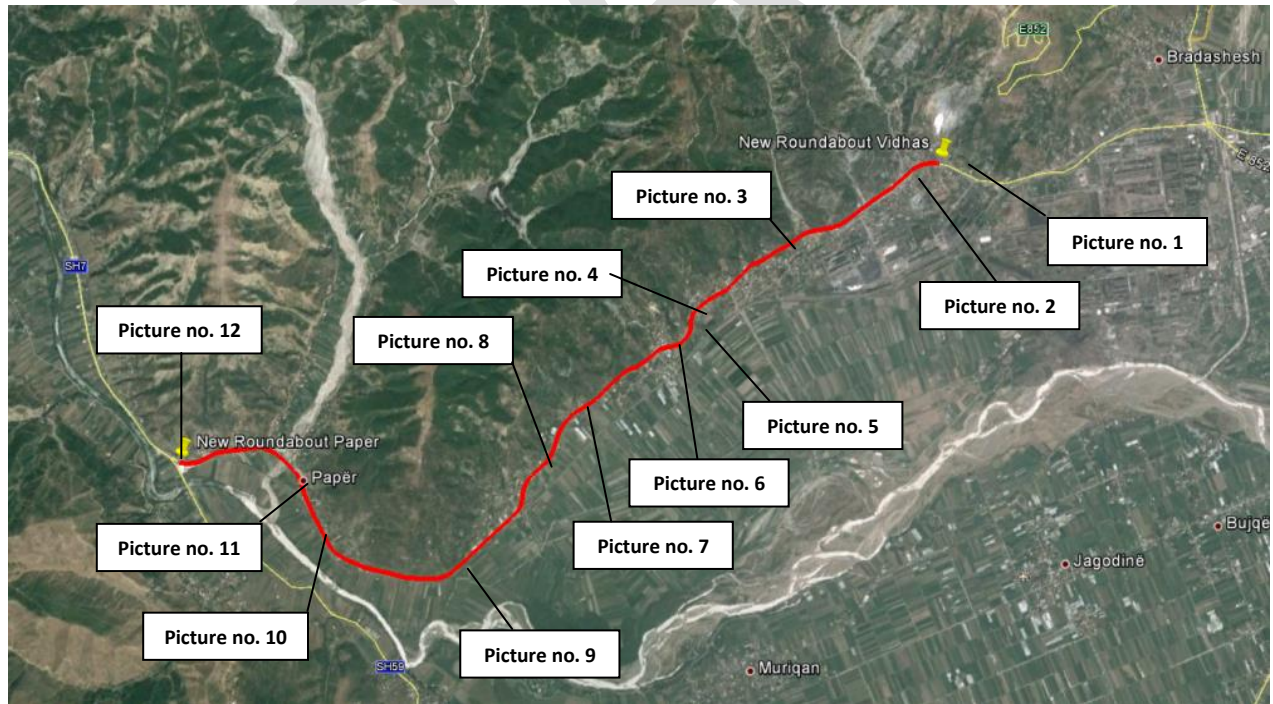 E852
Bradashesh
New Roundabout Vidhas
E 852
Picture no. 3
Picture no. 1
Picture no. 4
SH7
Picture no. 2
Picture no. 12
Picture no. 8
Picture no. 5
New Roundabout Paper
Papër
Picture no. 6
Bujqë
Picture no. 11
Picture no. 7
Jagodinë
Picture no. 10
Picture no. 9
SH59
Muriqan